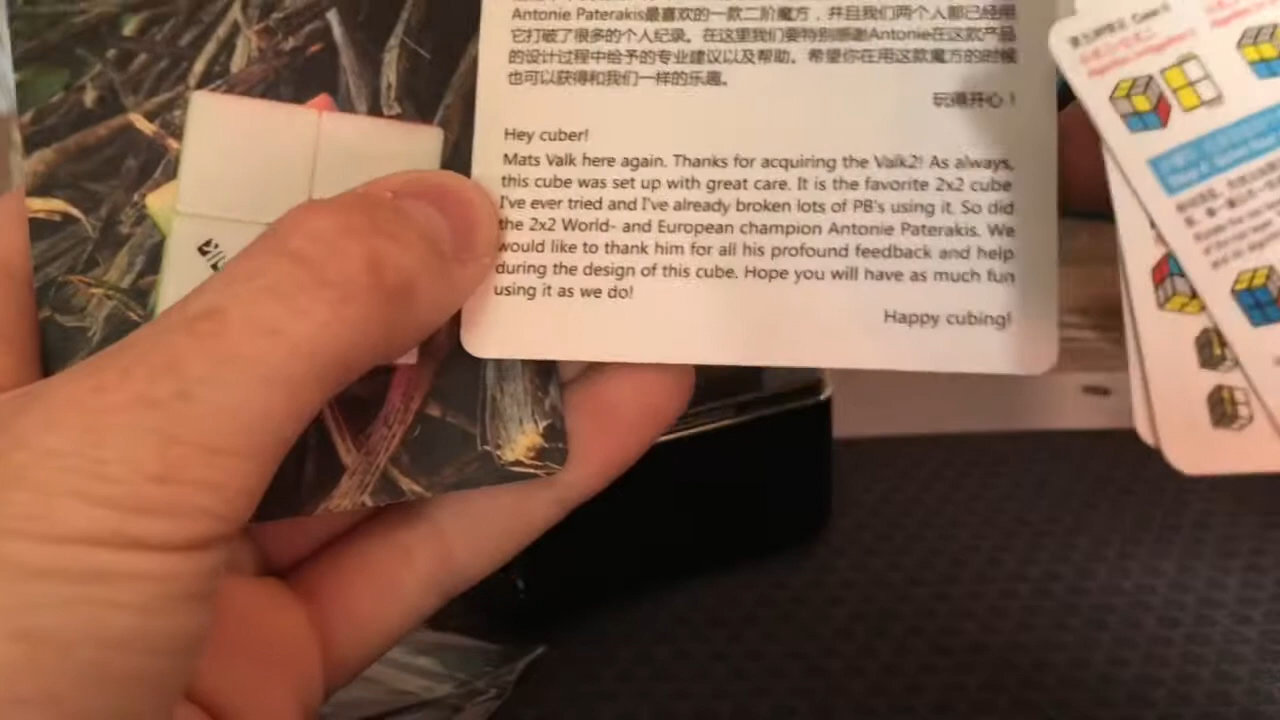 Antonie Paterakis最喜欢的一款二阶魔方，并且我们两个人都已经用
它打破了很多的个人纪录。在这里我们要特别感谢Antonie在这款产品
的设计过程中给予的专业建议以及帮助。希望你在用这款魔方的时候
也可以获得和我们一样的乐趣。
玩得开心！
Hey cuber!
Mats Valk here again. Thanks for acquiring the Valk2! As always,
this cube was set up with great care. It is the favorite 2x2 cube
I've ever tried and I've already broken lots of PB's using it. So did
the 2x2 World- and European champion Antonie Paterakis. We
would like to thank him for all his profound feedback and help
during the design of this cube. Hope you will have as much fun
using it as we do!
Happy cubing!